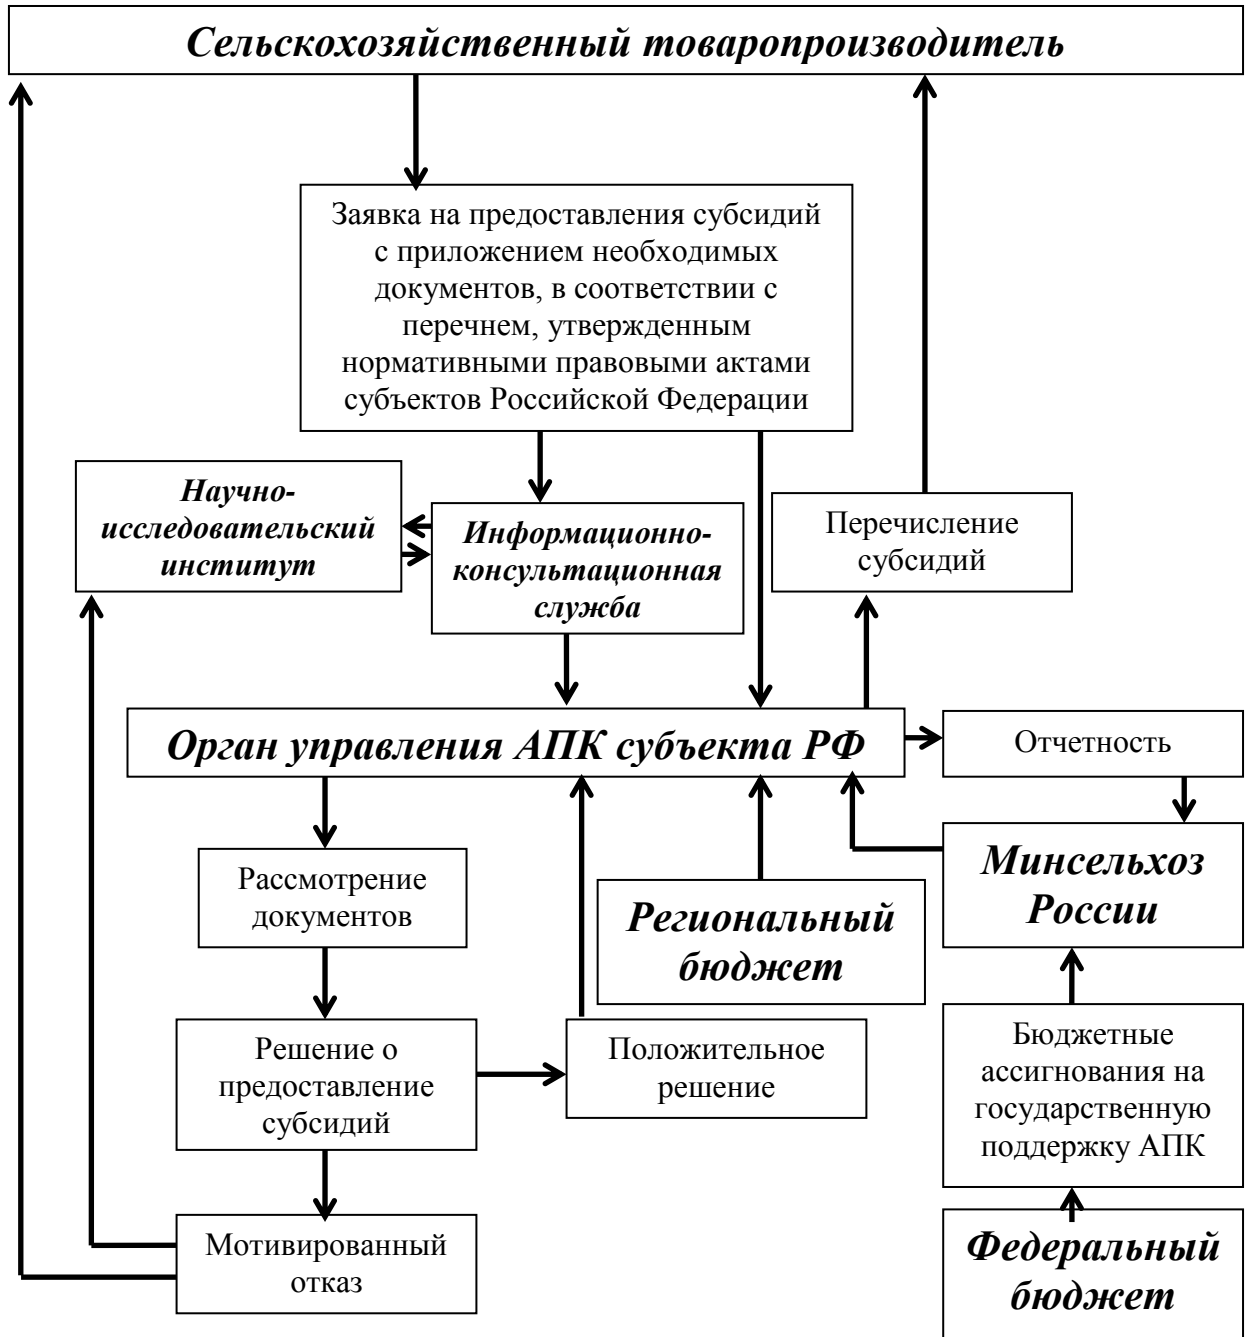 Сельскохозяйственный товаропроизводитель
Заявка на предоставления субсидий
с приложением необходимых
документов, в соответствии с
перечнем, утвержденным
нормативными правовыми актами
субъектов Российской Федерации
Научно-
исследовательский
институт
Информационно-
консультационная
служба
Перечисление
субсидий
Орган управления АПК субъекта РФ
Отчетность
Рассмотрение
документов
Региональный
бюджет
Минсельхоз
России
Решение о
предоставление
субсидий
Положительное
решение
Бюджетные
ассигнования на
государственную
поддержку АПК
Мотивированный
отказ
Федеральный
бюджет